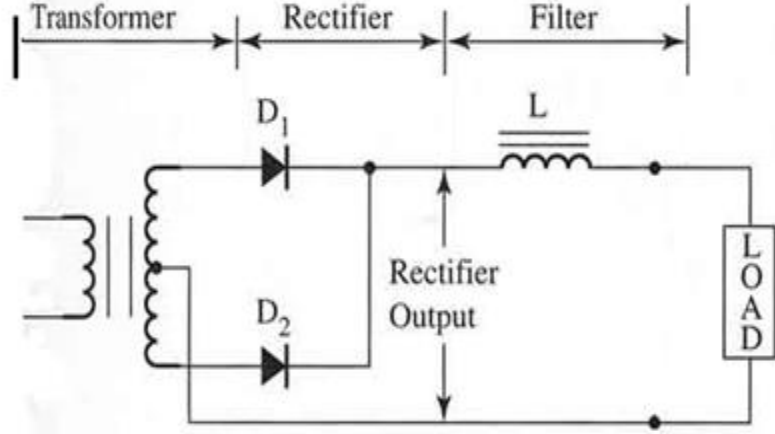 Transformer Rectifier Filter
D1
L
D2
Rectifier
Output
LOAD